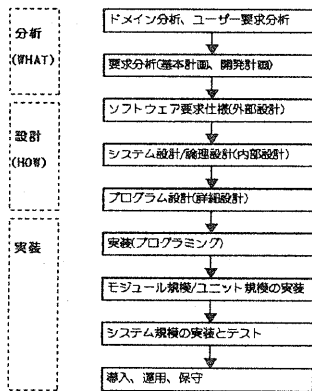 分析
(WHAT)
ドメイン分析、ユーザー要求分析
要求分析(基本計画、開発計画)
設計
(HOW)
ソフトウェア要求仕様(外部設計)
システム設計/論理設計(内部設計)
プログラム設計(詳細設計)
実装
実装(プログラミング)
モジュール規模/ユニット規模の実装
システム規模の実装とテスト
導入、運用、保守